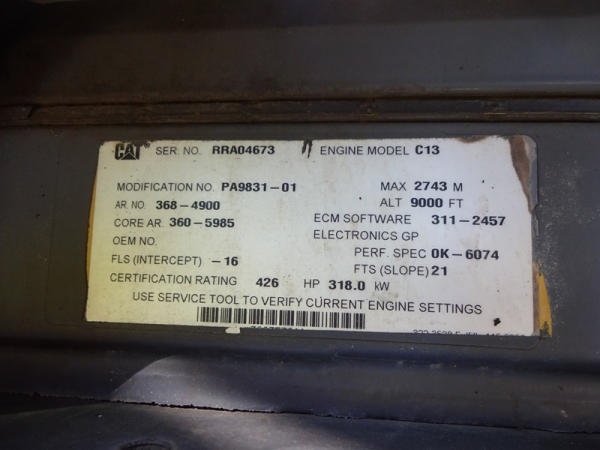 CAT SER. NO. RRA04673 ENGINE MODEL C13
MODIFICATION NO. PA9831-01 MAX 2743 M
AR. NO. 368-4900 ALT 9000 FT
CORE AR. 360-5985 ECM SOFTWARE 311-2457
OEM NO. ELECTRONICS GP
PERF. SPEC 0K-6074
FLS (INTERCEPT) -16 FTS (SLOPE) 21
CERTIFICATION RATING 426 HP 318.0 kW
USE SERVICE TOOL TO VERIFY CURRENT ENGINE SETTINGS